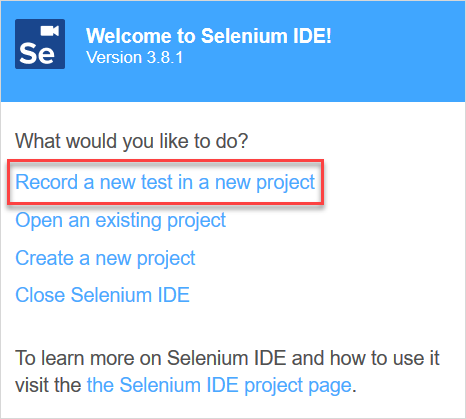 Se
Welcome to Selenium IDE!
Version 3.8.1
What would you like to do?
Record a new test in a new project
Open an existing project
Create a new project
Close Selenium IDE
To learn more on Selenium IDE and how to use it
visit the the Selenium IDE project page.